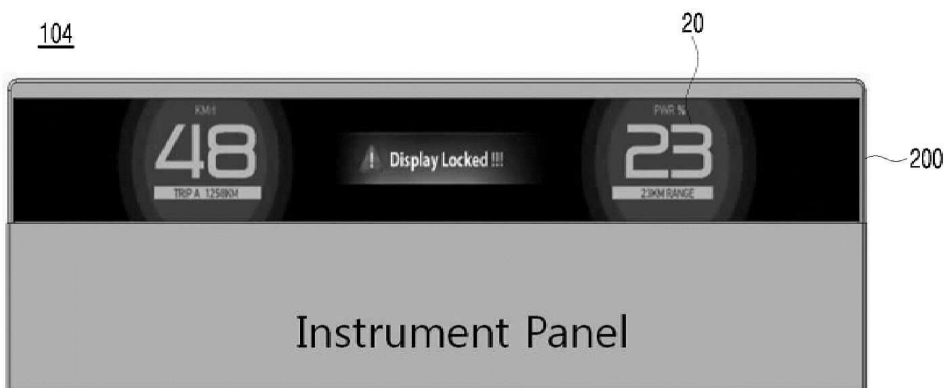 104
20
KM/H
PWR %
48
23
Display Locked !!!
TRIP A 1258KM
23KM RANGE
200
Instrument Panel